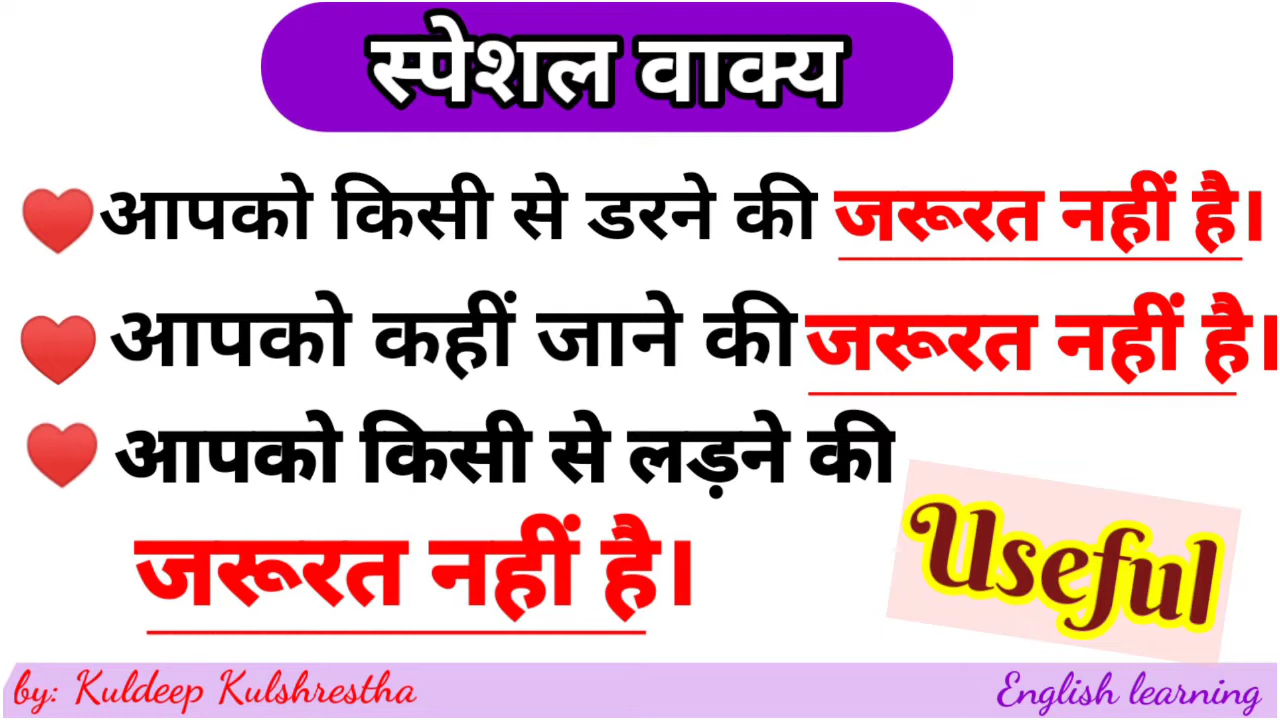 स्पेशल वाक्य
आपको किसी से डरने की जरूरत नहीं है।
आपको कहीं जाने की जरूरत नहीं है।
आपको किसी से लड़ने की
जरूरत नहीं है।
Useful
by: Kuldeep Kulshrestha
English learning